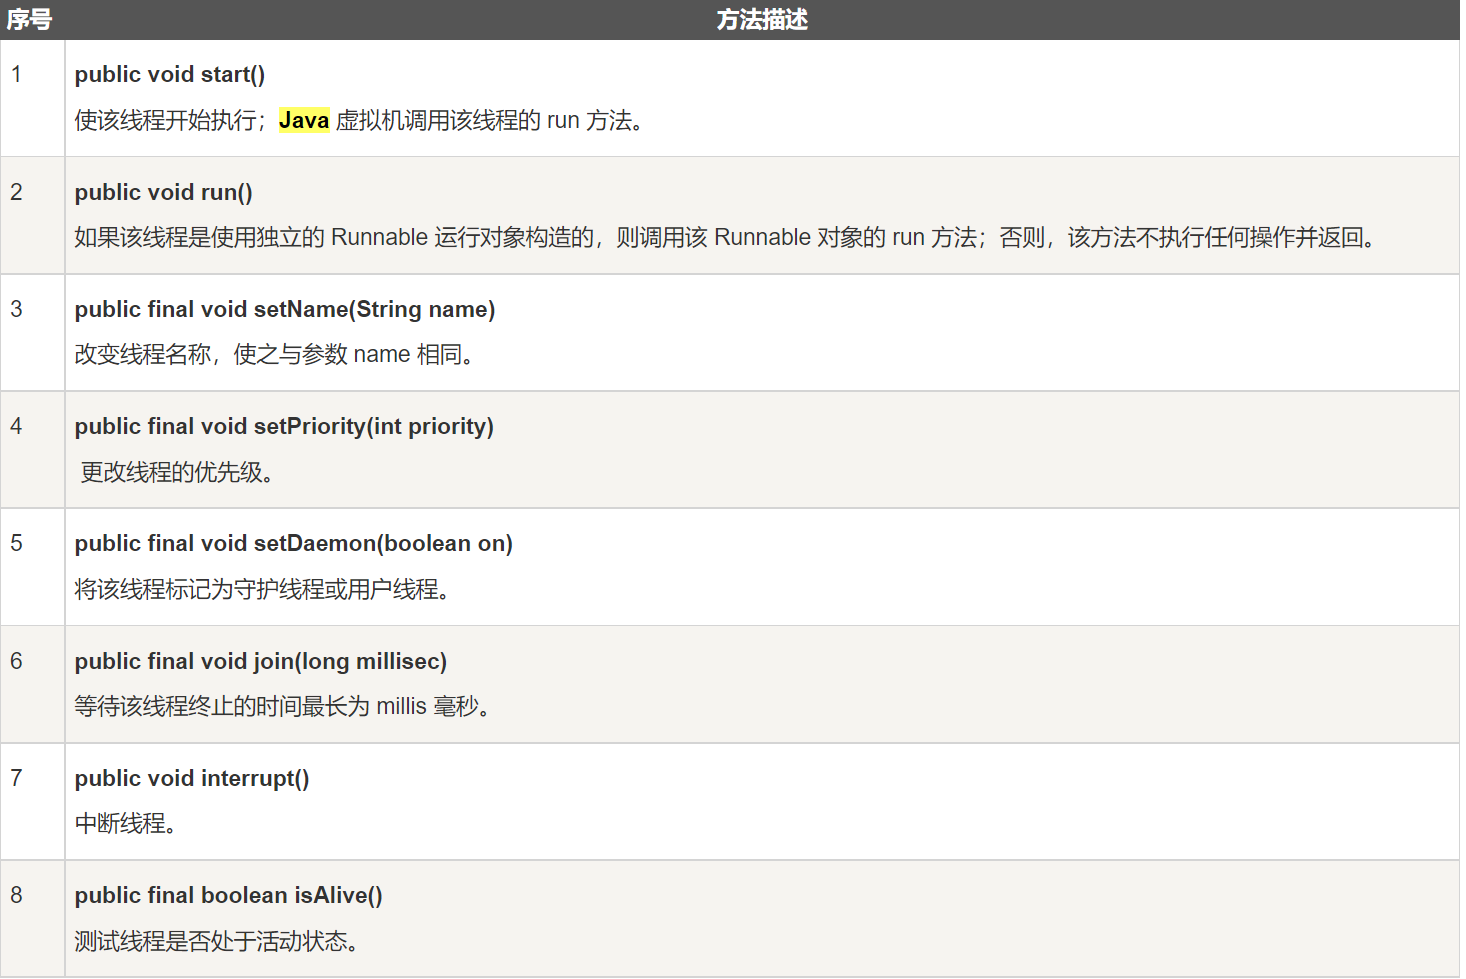 序号 方法描述
1 public void start()
使该线程开始执行；Java 虚拟机调用该线程的 run 方法。
2 public void run()
如果该线程是使用独立的 Runnable 运行对象构造的，则调用该 Runnable 对象的 run 方法；否则，该方法不执行任何操作并返回。
3 public final void setName(String name)
改变线程名称，使之与参数 name 相同。
4 public final void setPriority(int priority)
更改线程的优先级。
5 public final void setDaemon(boolean on)
将该线程标记为守护线程或用户线程。
6 public final void join(long millisec)
等待该线程终止的时间最长为 millis 毫秒。
7 public void interrupt()
中断线程。
8 public final boolean isAlive()
测试线程是否处于活动状态。